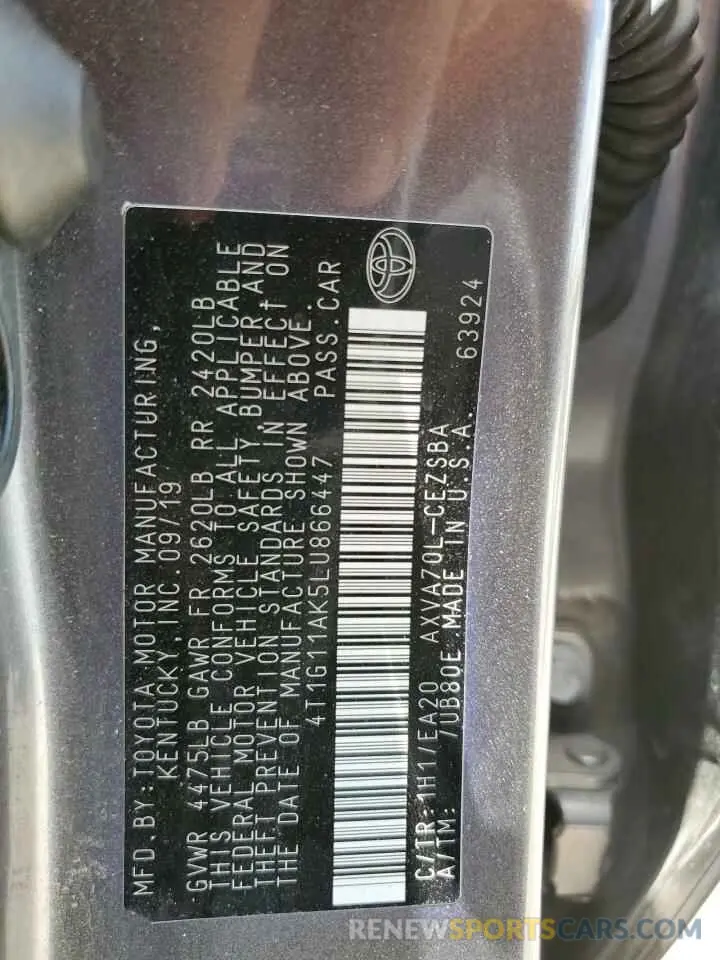 MFD. BY: TOYOTA MOTOR MANUFACTURING,
KENTUCKY, INC. 09/19
GVWR 4475LB GAWR FR 2620LB RR 2420LB
THIS VEHICLE CONFORMS TO ALL APPLICABLE
FEDERAL MOTOR VEHICLE SAFETY, BUMPER AND
THEFT PREVENTION STANDARDS IN EFFECT ON
THE DATE OF MANUFACTURE SHOWN ABOVE.
4T1G11AK5LU866447 PASS.CAR
C/TR: 1H1/EA20 AXVA70L-CEZSBA
A/TM: /UB80E MADE IN U.S.A. 63924
RENEWSPORTSCARS.COM